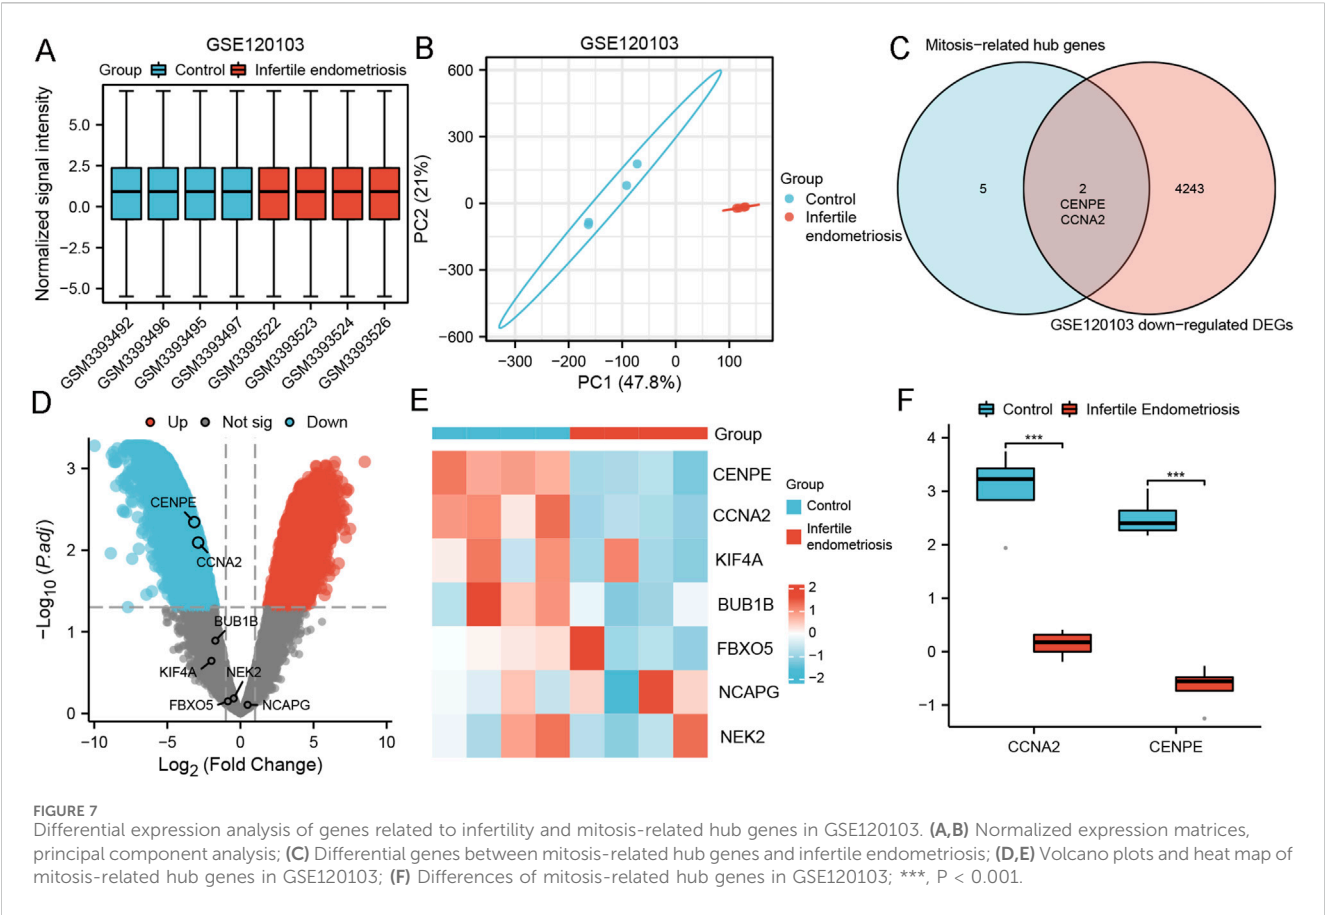 A
GSE120103
Group Control Infertile endometriosis
Normalized signal intensity
5.0
2.5
0.0
−2.5
−5.0
GSM3393492
GSM3393496
GSM3393495
GSM3393497
GSM3393522
GSM3393523
GSM3393524
GSM3393526
B
GSE120103
PC2 (21%)
600
300
0
−300
−600
−300 −200 −100 0 100
PC1 (47.8%)
Group
Control
Infertile
endometriosis
C
Mitosis−related hub genes
5
2
CENPE
CCNA2
4243
GSE120103 down−regulated DEGs
D
Up Not sig Down
−Log10 (P.adj)
3
2
1
0
CENPE
CCNA2
BUB1B
KIF4A
NEK2
FBXO5
NCAPG
−10 −5 0 5 10
Log2 (Fold Change)
E
Group
CENPE
CCNA2
KIF4A
BUB1B
FBXO5
NCAPG
NEK2
Group
Control
Infertile
endometriosis
2
1
0
−1
−2
F
Control Infertile Endometriosis
4
3
2
1
0
−1
***
***
CCNA2 CENPE
FIGURE 7
Differential expression analysis of genes related to infertility and mitosis-related hub genes in GSE120103. (A,B) Normalized expression matrices,
principal component analysis; (C) Differential genes between mitosis-related hub genes and infertile endometriosis; (D,E) Volcano plots and heat map of
mitosis-related hub genes in GSE120103; (F) Differences of mitosis-related hub genes in GSE120103; ***, P < 0.001.